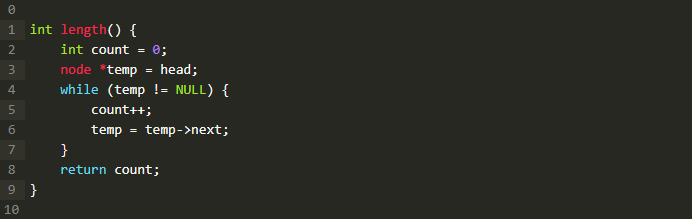 0
1 int length() {
2     int count = 0;
3     node *temp = head;
4     while (temp != NULL) {
5         count++;
6         temp = temp->next;
7     }
8     return count;
9 }
10